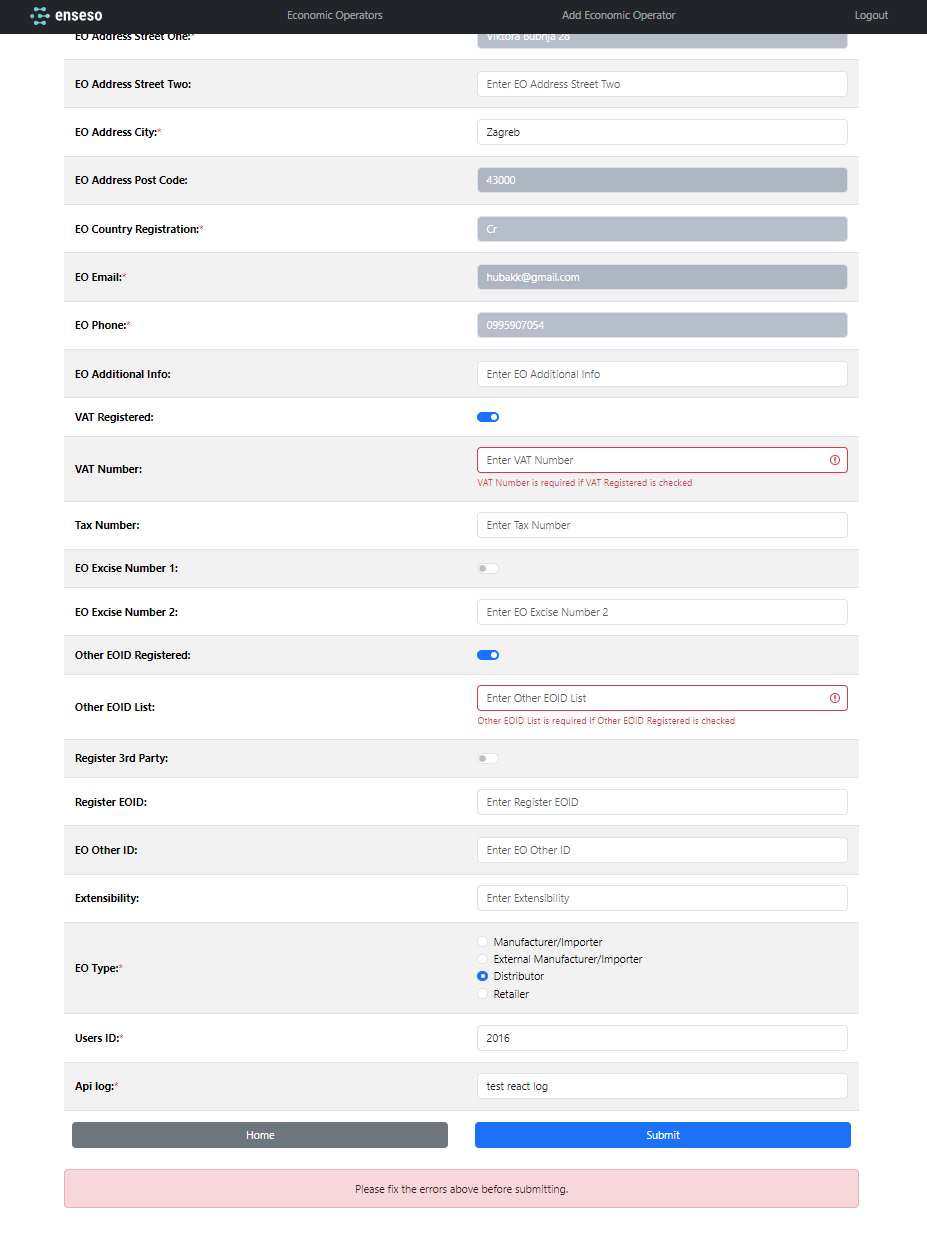 enseso Economic Operators Add Economic Operator Logout
EO Address Street One:* Viktora Bubnja 28
EO Address Street Two: Enter EO Address Street Two
EO Address City:* Zagreb
EO Address Post Code: 43000
EO Country Registration:* Cr
EO Email:* hubakk@gmail.com
EO Phone:* 0995907054
EO Additional Info: Enter EO Additional Info
VAT Registered:
VAT Number: Enter VAT Number
VAT Number is required if VAT Registered is checked
Tax Number: Enter Tax Number
EO Excise Number 1:
EO Excise Number 2: Enter EO Excise Number 2
Other EOID Registered:
Other EOID List: Enter Other EOID List
Other EOID List is required if Other EOID Registered is checked
Register 3rd Party:
Register EOID: Enter Register EOID
EO Other ID: Enter EO Other ID
Extensibility: Enter Extensibility
EO Type:*
Manufacturer/Importer
External Manufacturer/Importer
Distributor
Retailer
Users ID:* 2016
Api log:* test react log
Home Submit
Please fix the errors above before submitting.